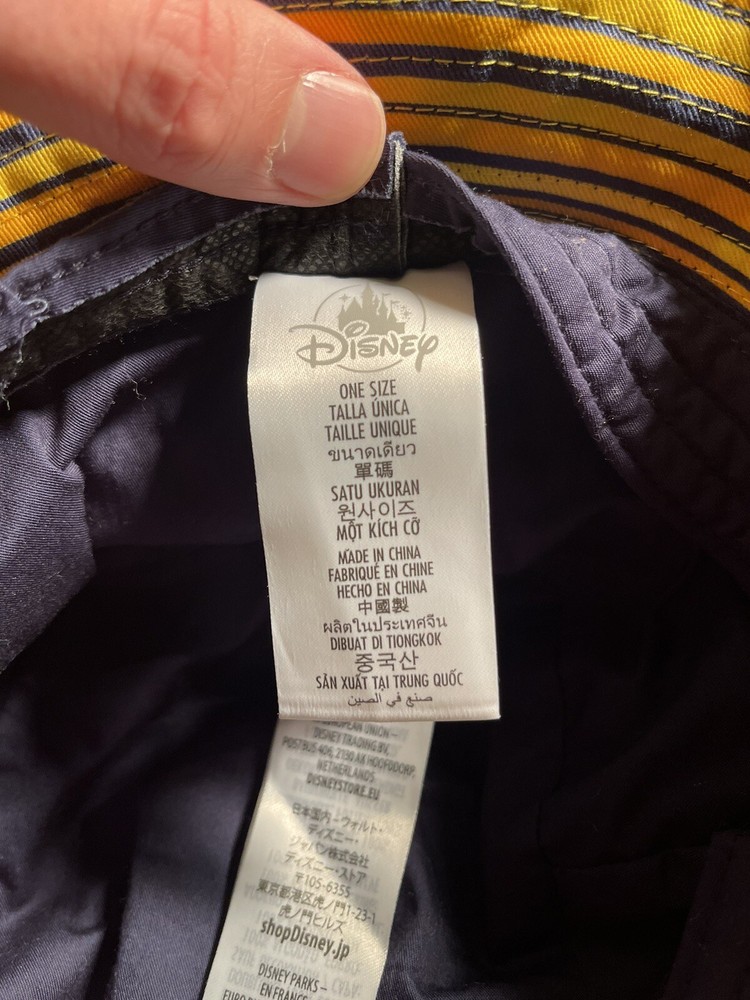 Disney
ONE SIZE
TALLA ÚNICA
TAILLE UNIQUE
ขนาดเดียว
單碼
SATU UKURAN
원사이즈
MỘT KÍCH CỠ
MADE IN CHINA
FABRIQUÉ EN CHINE
HECHO EN CHINA
中國製
ผลิตในประเทศจีน
DIBUAT DI TIONGKOK
중국산
SẢN XUẤT TẠI TRUNG QUỐC
صنع في الصين
EUROPEAN UNION –
DISNEY TRADING B.V.
POSTBUS 404, 2130 AK HOOFDDORP,
NETHERLANDS
DISNEYSTORE.EU
日本国内-ウォルト・
ディズニー・
ジャパン株式会社
ディズニー・ストア
〒105-6355
東京都港区虎ノ門1-23-1
虎ノ門ヒルズ
shopDisney.jp
DISNEY PARKS –
EN FRANCE